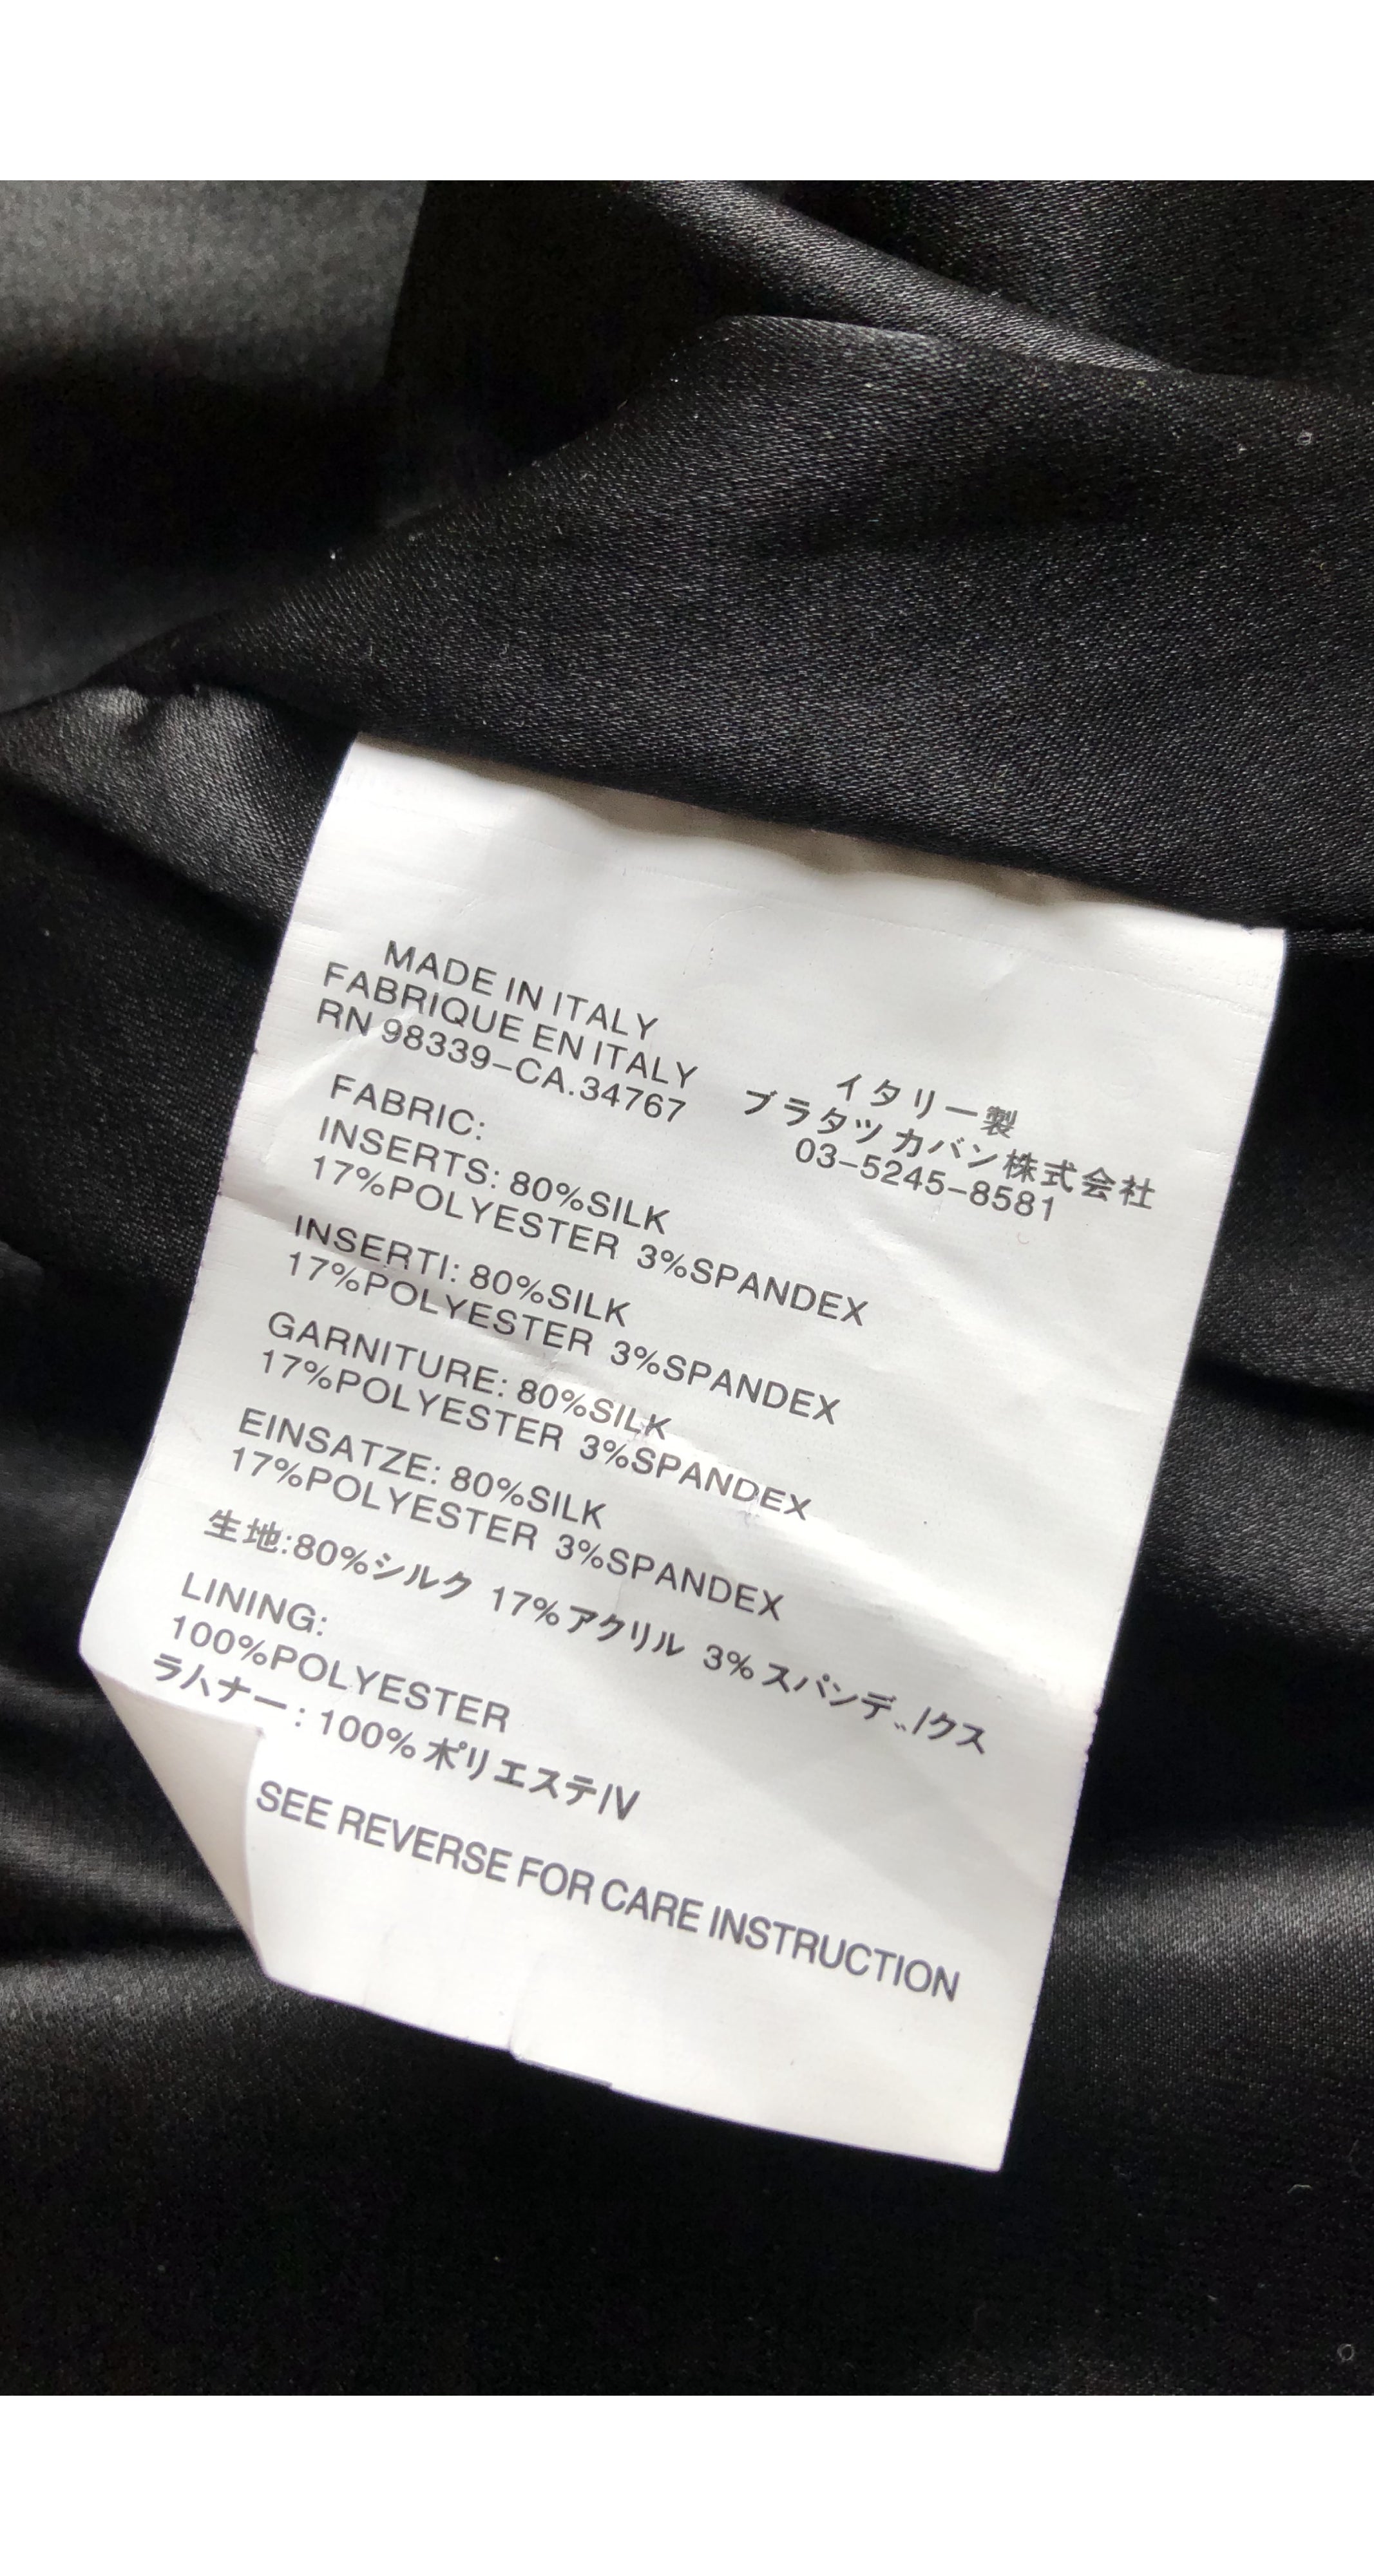 MADE IN ITALY
FABRIQUE EN ITALY
RN 98339-CA.34767
イタリー製
ブラタツ カバン株式会社
03-5245-8581
FABRIC:
INSERTS: 80%SILK
17%POLYESTER 3%SPANDEX
INSERTI: 80%SILK
17%POLYESTER 3%SPANDEX
GARNITURE: 80%SILK
17%POLYESTER 3%SPANDEX
EINSATZE: 80%SILK
17%POLYESTER 3%SPANDEX
生地:80%シルク 17%アクリル 3%スパンデ..ノクス
LINING:
100%POLYESTER
ラハナー: 100%ポリエステIV
SEE REVERSE FOR CARE INSTRUCTION